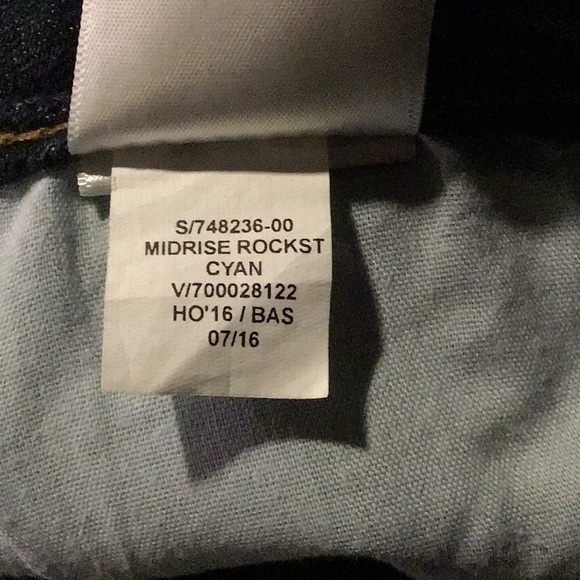 S/748236-00
MIDRISE ROCKST
CYAN
V/700028122
HO'16 / BAS
07/16